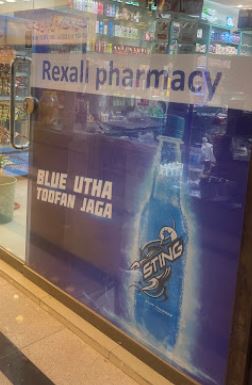 Rexall pharmacy
BLUE UTHA
TOOFAN JAGA
STING